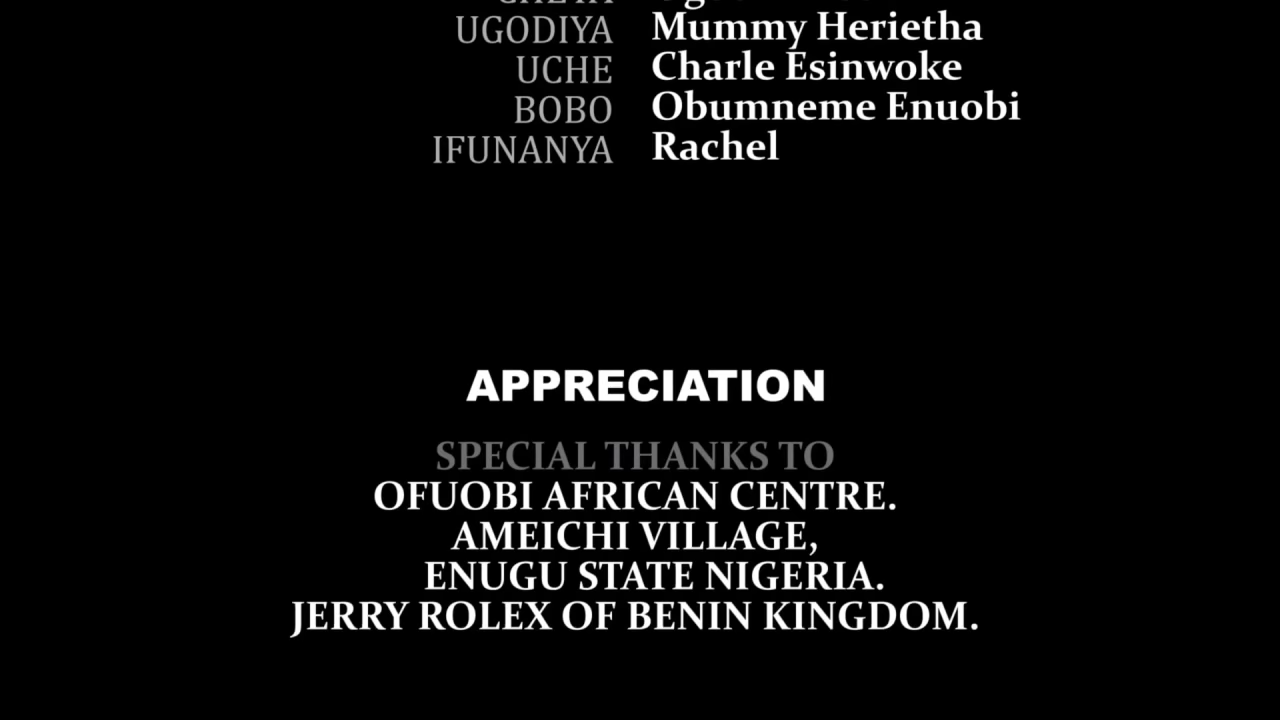 UGODIYA Mummy Herietha
UCHE Charle Esinwoke
BOBO Obumneme Enuobi
IFUNANYA Rachel
APPRECIATION
SPECIAL THANKS TO
OFUOBI AFRICAN CENTRE.
AMEICHI VILLAGE,
ENUGU STATE NIGERIA.
JERRY ROLEX OF BENIN KINGDOM.